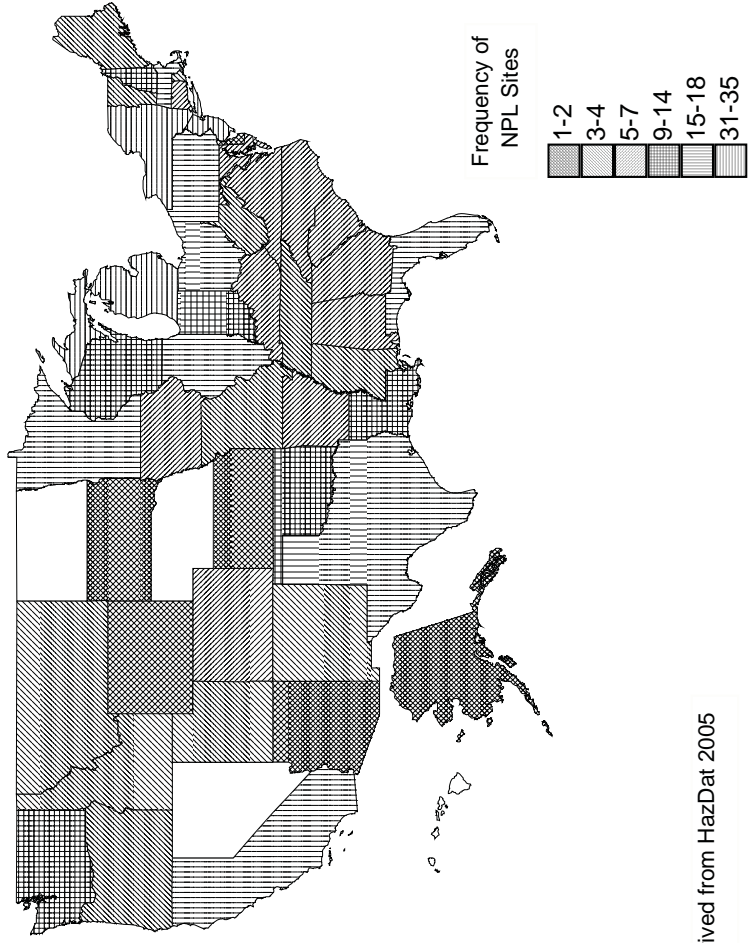 Frequency of
NPL Sites
1-2
3-4
5-7
9-14
15-18
31-35
ived from HazDat 2005